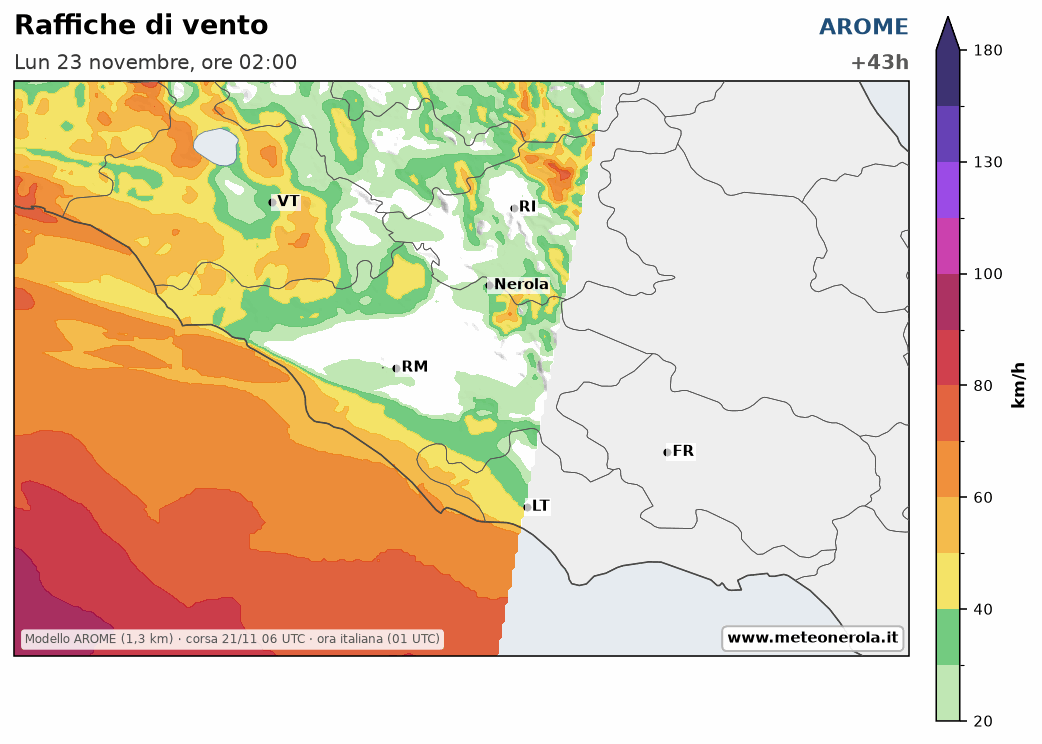 Raffiche di vento
AROME
Lun 23 novembre, ore 02:00
+43h
180
130
100
80
60
40
20
km/h
VT
RI
Nerola
RM
FR
LT
Modello AROME (1,3 km) · corsa 21/11 06 UTC · ora italiana (01 UTC)
www.meteonerola.it